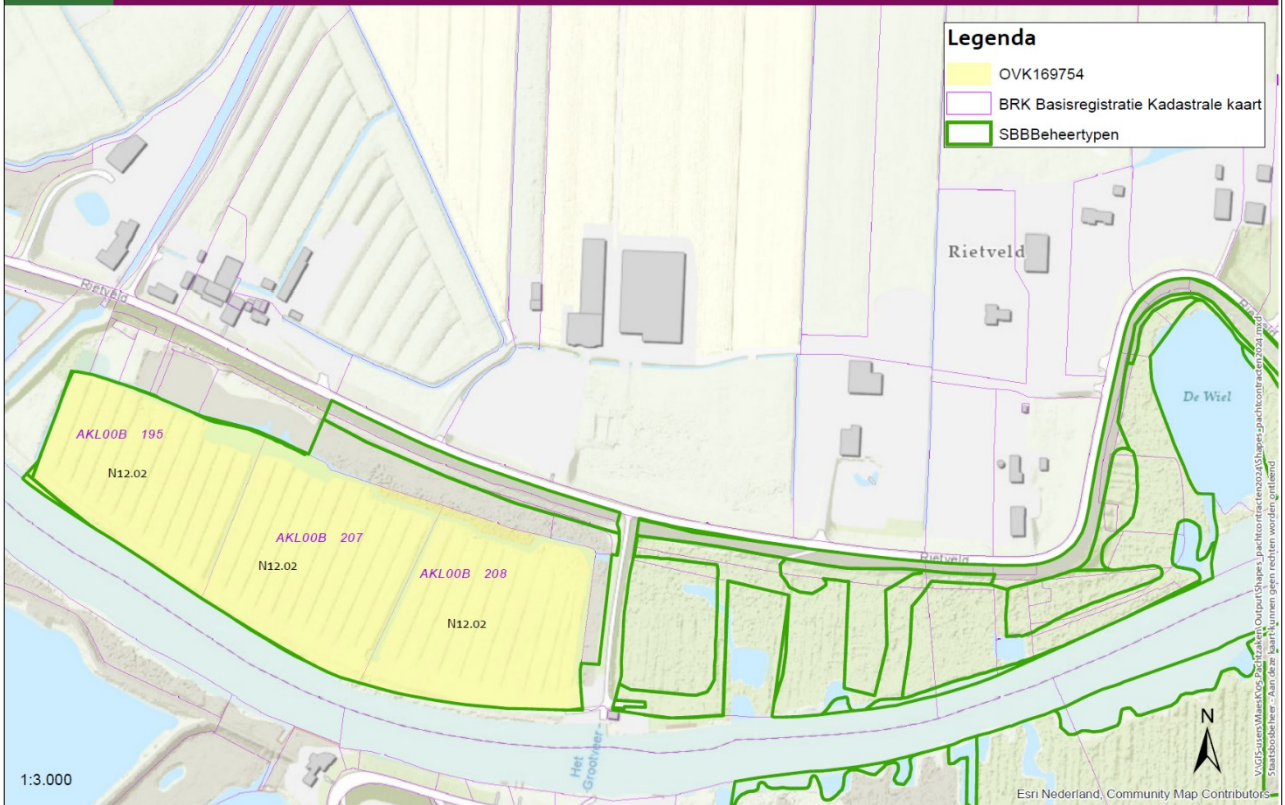 Legenda
OVK169754
BRK Basisregistratie Kadastrale kaart
SBBBeheertypen
Rietveld
Rietveld
Rietveld
De Wiel
AKL00B 195
N12.02
AKL00B 207
N12.02
AKL00B 208
N12.02
Rietveld
Het
Grootveer
N
1:3.000
Esri Nederland, Community Map Contributors
Staatsbosbeheer - Aan deze kaart kunnen geen rechten worden ontleend